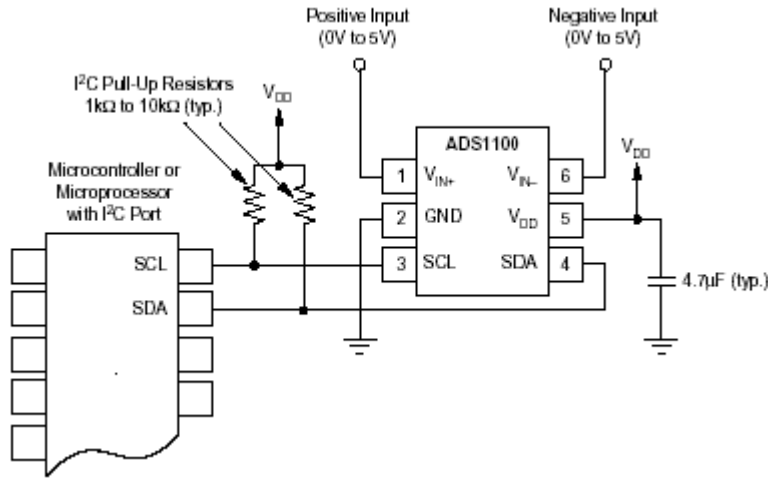 Positive Input
(0V to 5V)
Negative Input
(0V to 5V)
I²C Pull-Up Resistors
1kΩ to 10kΩ (typ.)
VDD
Microcontroller or
Microprocessor
with I²C Port
SCL
SDA
ADS1100
1 VIN+ VIN– 6
2 GND VDD 5
3 SCL SDA 4
VDD
4.7µF (typ.)